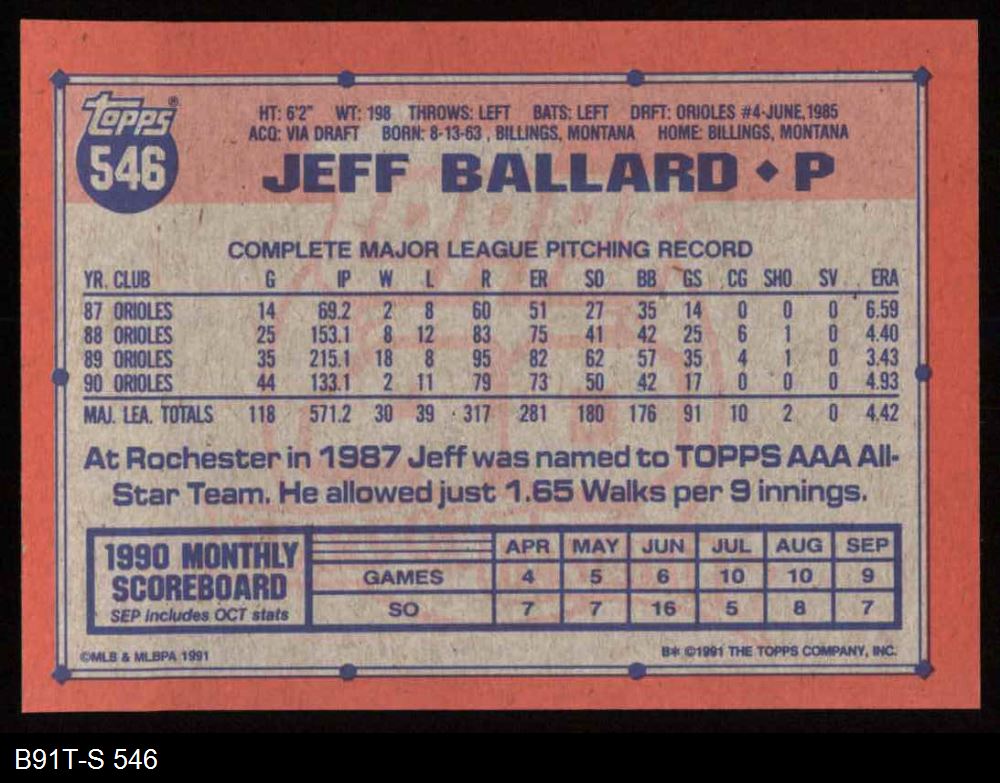 Topps®
546
HT: 6'2" WT: 198 THROWS: LEFT BATS: LEFT DRFT: ORIOLES #4-JUNE, 1985
ACQ: VIA DRAFT BORN: 8-13-63, BILLINGS, MONTANA HOME: BILLINGS, MONTANA
JEFF BALLARD ◆ P
COMPLETE MAJOR LEAGUE PITCHING RECORD
YR. CLUB G IP W L R ER SO BB GS CG SHO SV ERA
87 ORIOLES 14 69.2 2 8 60 51 27 35 14 0 0 0 6.59
88 ORIOLES 25 153.1 8 12 83 75 41 42 25 6 1 0 4.40
89 ORIOLES 35 215.1 18 8 95 82 62 57 35 4 1 0 3.43
90 ORIOLES 44 133.1 2 11 79 73 50 42 17 0 0 0 4.93
MAJ. LEA. TOTALS 118 571.2 30 39 317 281 180 176 91 10 2 0 4.42
At Rochester in 1987 Jeff was named to TOPPS AAA All-
Star Team. He allowed just 1.65 Walks per 9 innings.
1990 MONTHLY
SCOREBOARD
SEP includes OCT stats
APR MAY JUN JUL AUG SEP
GAMES 4 5 6 10 10 9
SO 7 7 16 5 8 7
©MLB & MLBPA 1991
B* ©1991 THE TOPPS COMPANY, INC.
B91T-S 546